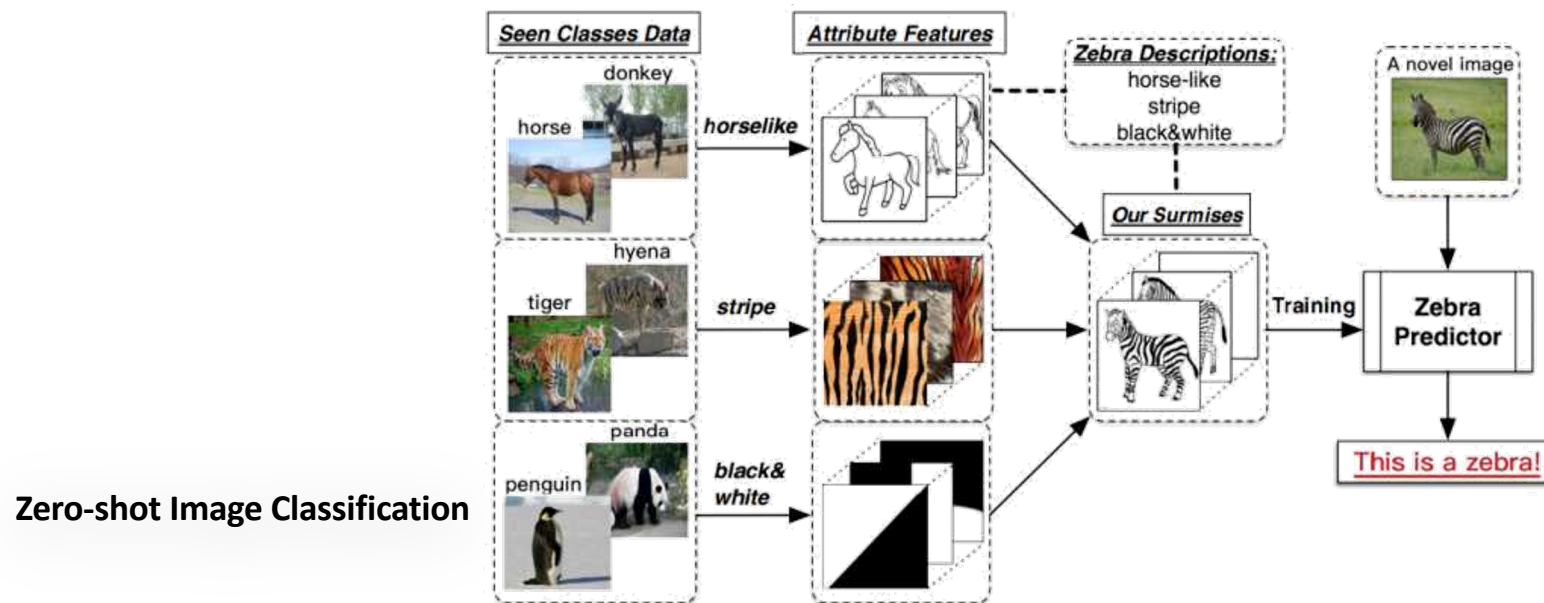 Seen Classes Data
Attribute Features
Zebra Descriptions:
horse-like
stripe
black&white
A novel image
donkey
horse
horselike
Our Surmises
hyena
tiger
stripe
Training
Zebra
Predictor
panda
penguin
black&
white
This is a zebra!
Zero-shot Image Classification